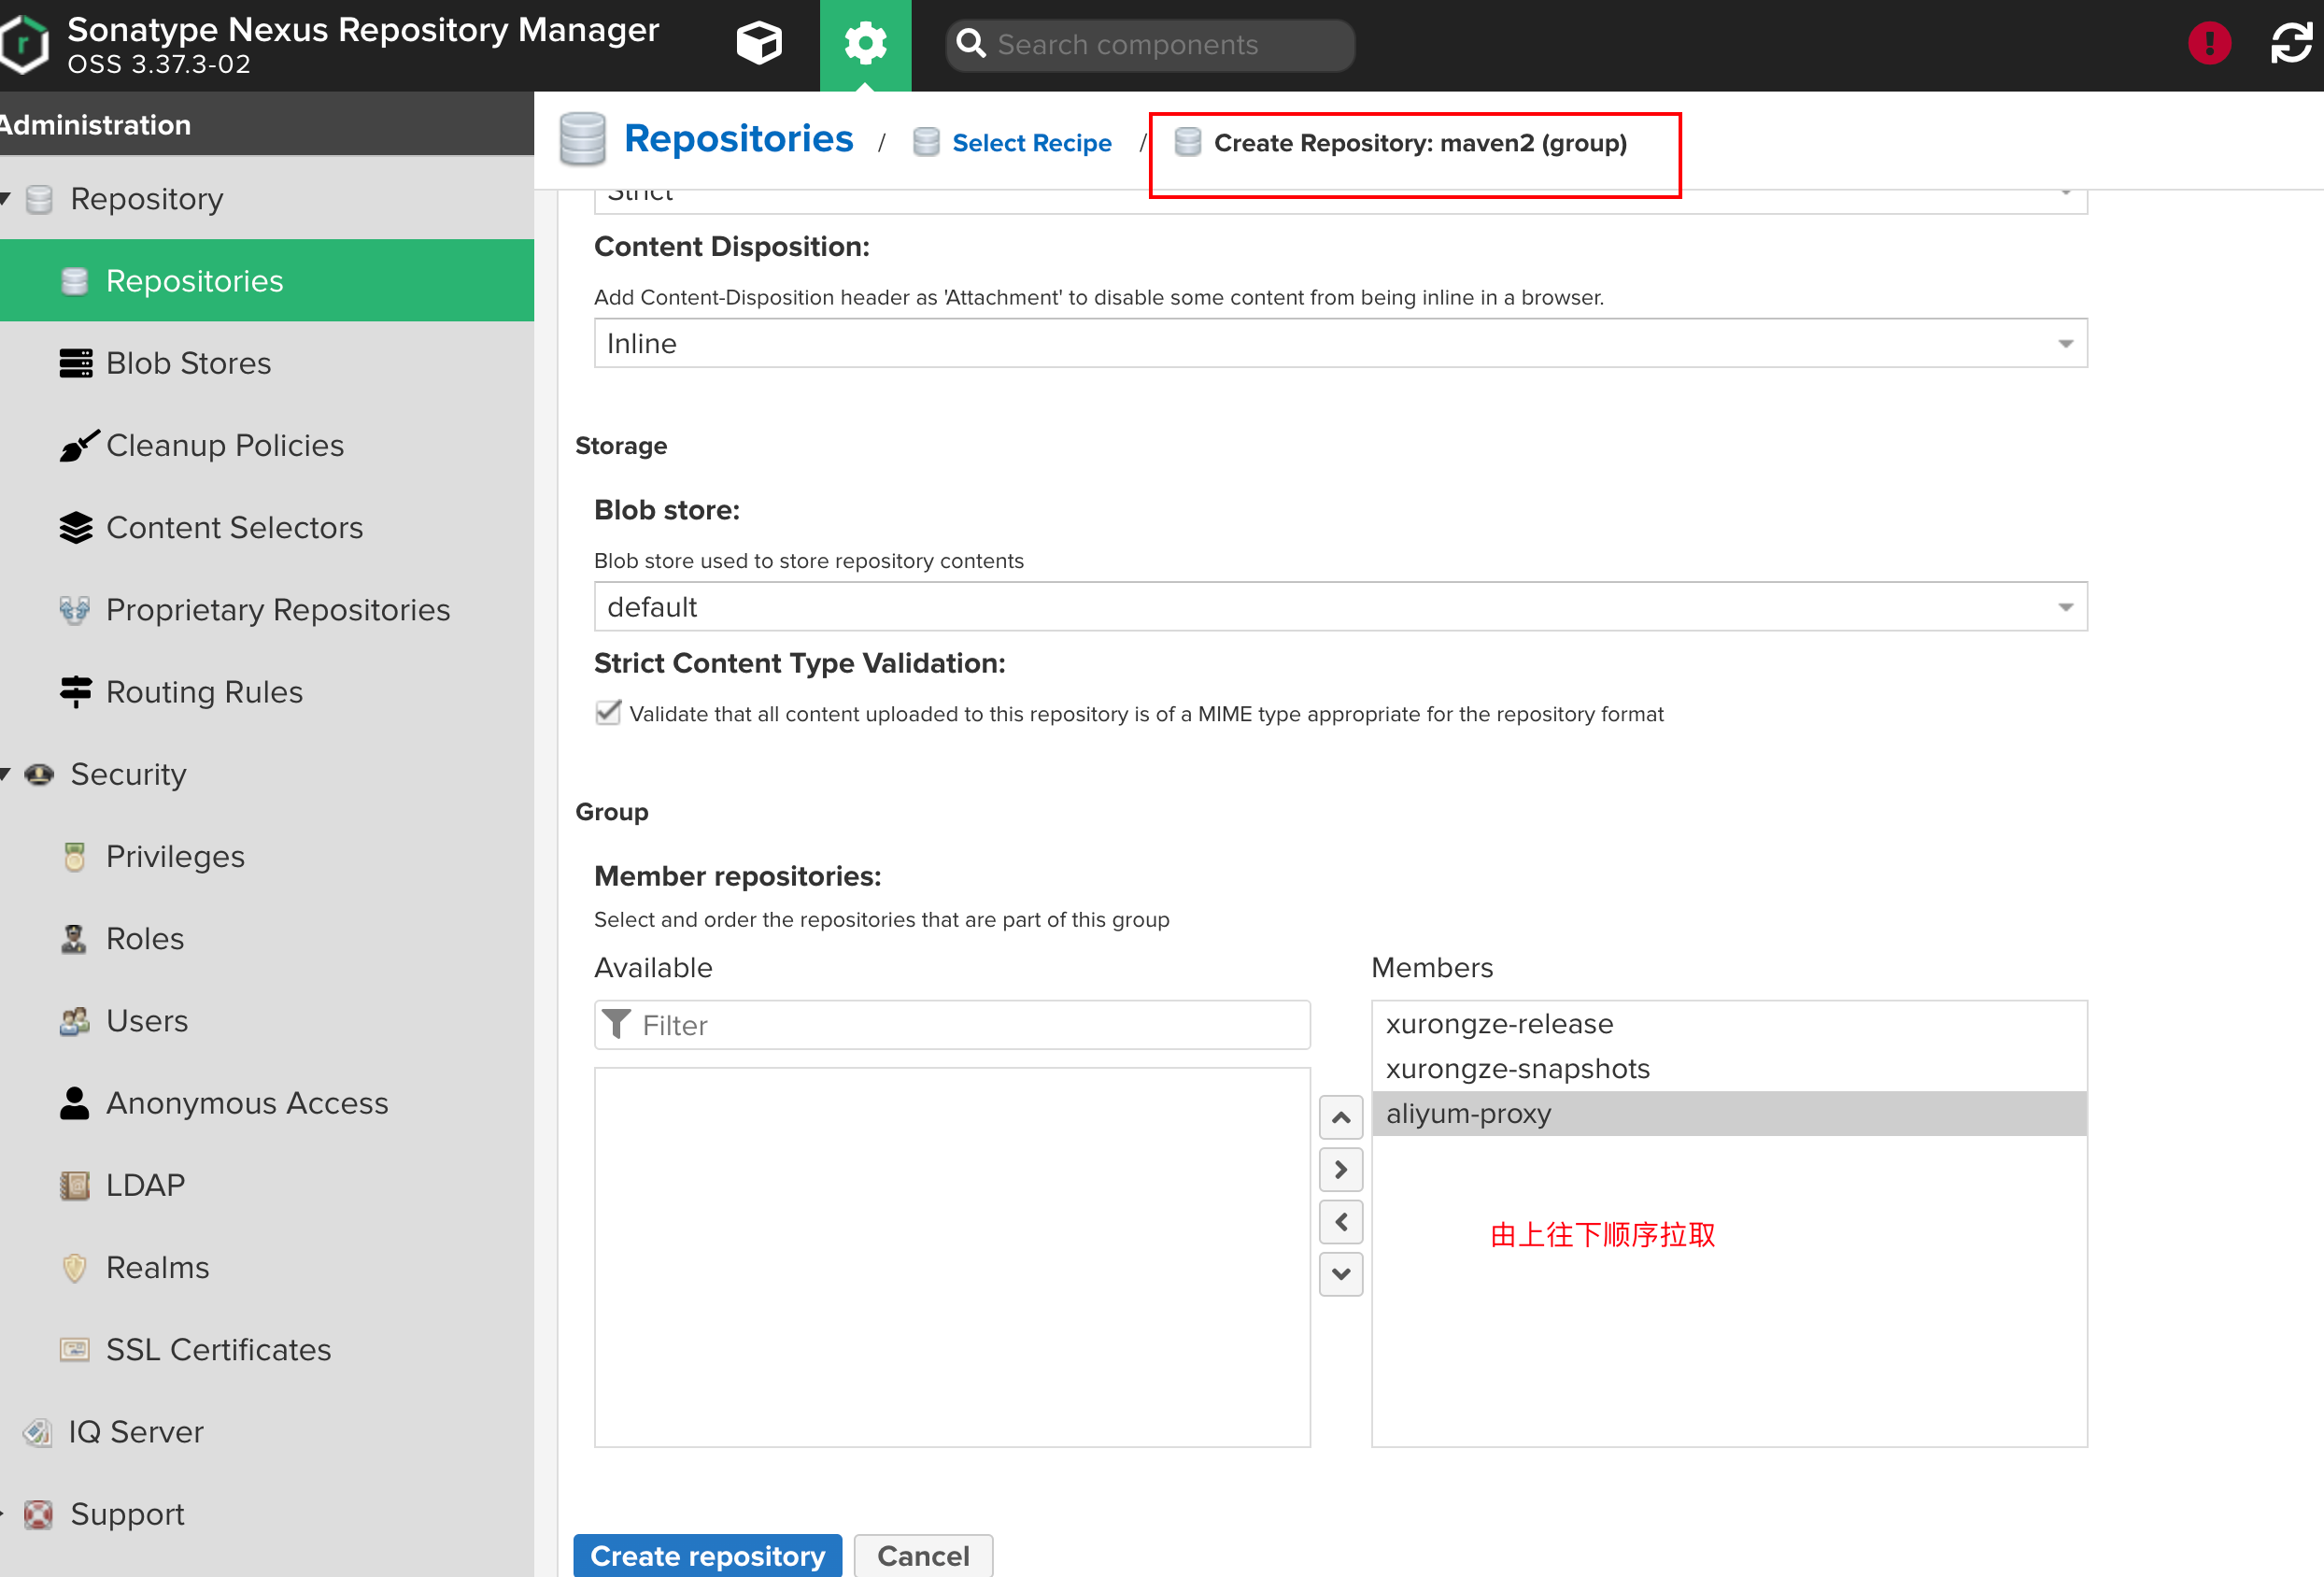 Sonatype Nexus Repository Manager
OSS 3.37.3-02
Search components
Administration
Repositories / Select Recipe / Create Repository: maven2 (group)
Repository
Repositories
Blob Stores
Cleanup Policies
Content Selectors
Proprietary Repositories
Routing Rules
Security
Privileges
Roles
Users
Anonymous Access
LDAP
Realms
SSL Certificates
IQ Server
Support
Strict
Content Disposition:
Add Content-Disposition header as 'Attachment' to disable some content from being inline in a browser.
Inline
Storage
Blob store:
Blob store used to store repository contents
default
Strict Content Type Validation:
Validate that all content uploaded to this repository is of a MIME type appropriate for the repository format
Group
Member repositories:
Select and order the repositories that are part of this group
Available
Filter
Members
xurongze-release
xurongze-snapshots
aliyum-proxy
由上往下顺序拉取
Create repository
Cancel